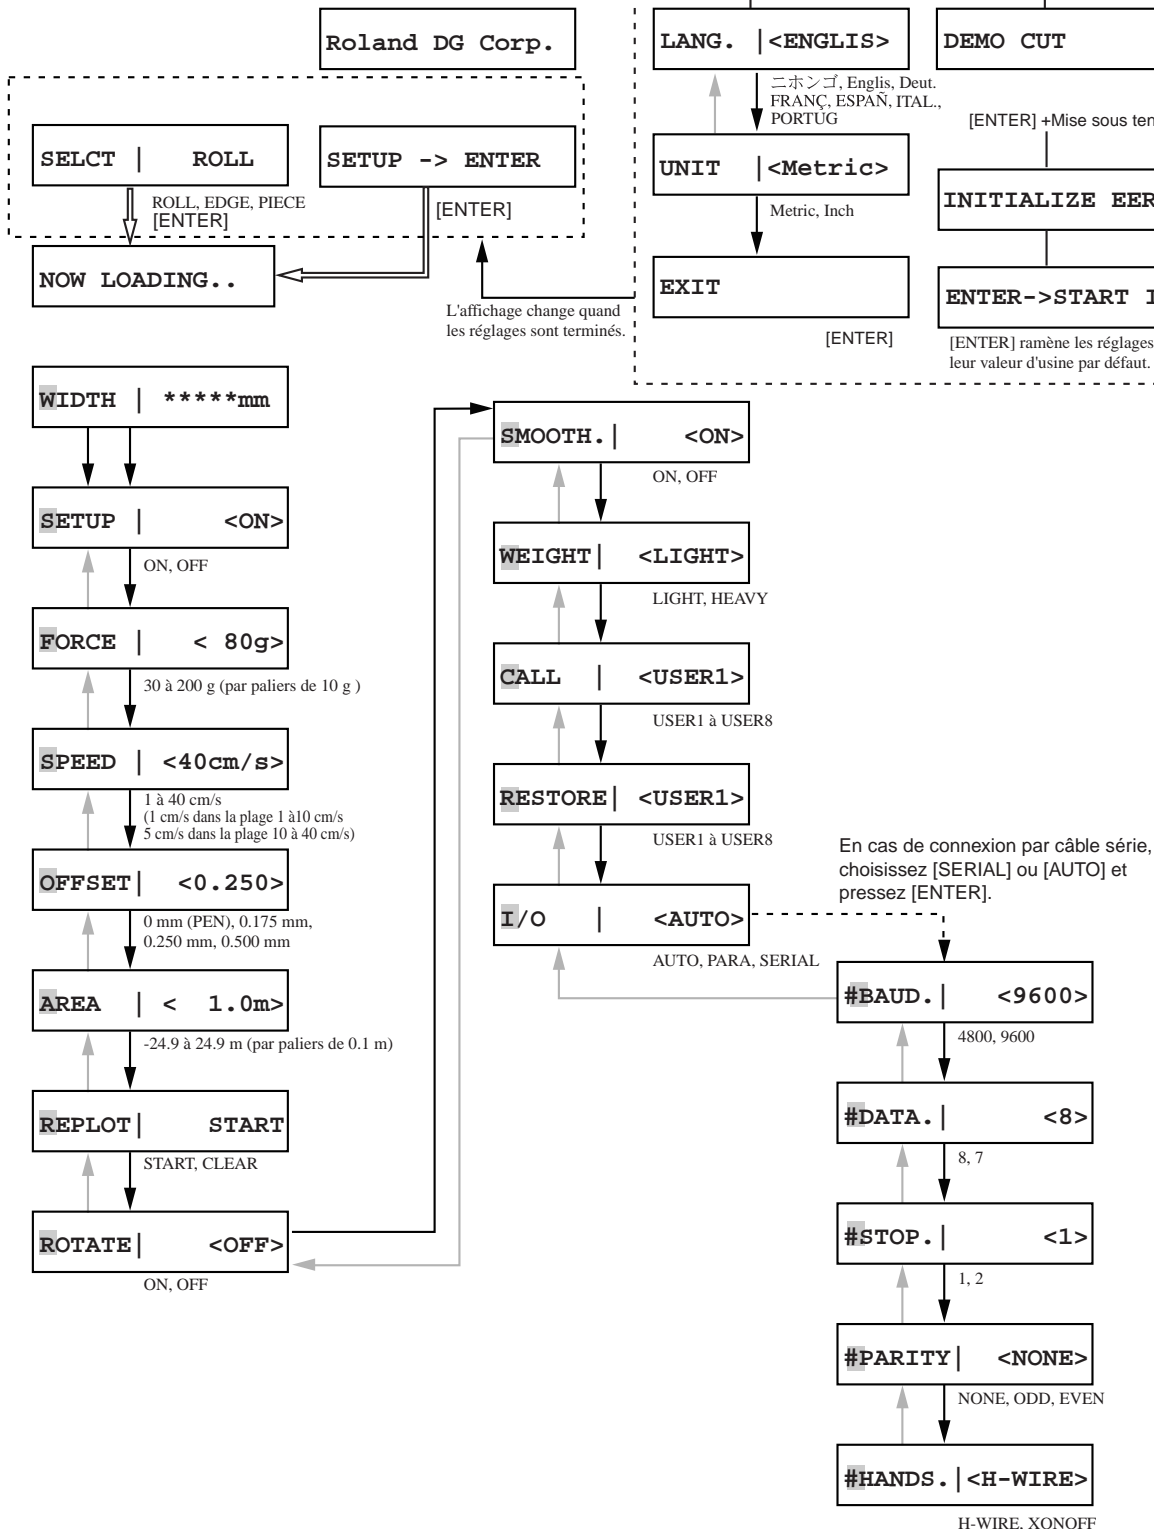 Roland DG Corp.
LANG. |<ENGLIS>
ニホンゴ, Englis, Deut.
FRANÇ, ESPAÑ, ITAL.,
PORTUG
UNIT |<Metric>
Metric, Inch
EXIT
[ENTER]
DEMO CUT
[ENTER] +Mise sous ten
INITIALIZE EER
ENTER->START I
[ENTER] ramène les réglages
leur valeur d'usine par défaut.
SELCT | ROLL
ROLL, EDGE, PIECE
[ENTER]
SETUP -> ENTER
[ENTER]
NOW LOADING..
L'affichage change quand
les réglages sont terminés.
WIDTH | *****mm
SETUP | <ON>
ON, OFF
FORCE | < 80g>
30 à 200 g (par paliers de 10 g )
SPEED | <40cm/s>
1 à 40 cm/s
(1 cm/s dans la plage 1 à10 cm/s
5 cm/s dans la plage 10 à 40 cm/s)
OFFSET| <0.250>
0 mm (PEN), 0.175 mm,
0.250 mm, 0.500 mm
AREA | < 1.0m>
-24.9 à 24.9 m (par paliers de 0.1 m)
REPLOT| START
START, CLEAR
ROTATE| <OFF>
ON, OFF
SMOOTH.| <ON>
ON, OFF
WEIGHT| <LIGHT>
LIGHT, HEAVY
CALL | <USER1>
USER1 à USER8
RESTORE| <USER1>
USER1 à USER8
I/O | <AUTO>
AUTO, PARA, SERIAL
En cas de connexion par câble série,
choisissez [SERIAL] ou [AUTO] et
pressez [ENTER].
#BAUD.| <9600>
4800, 9600
#DATA.| <8>
8, 7
#STOP.| <1>
1, 2
#PARITY| <NONE>
NONE, ODD, EVEN
#HANDS.|<H-WIRE>
H-WIRE, XONOFF